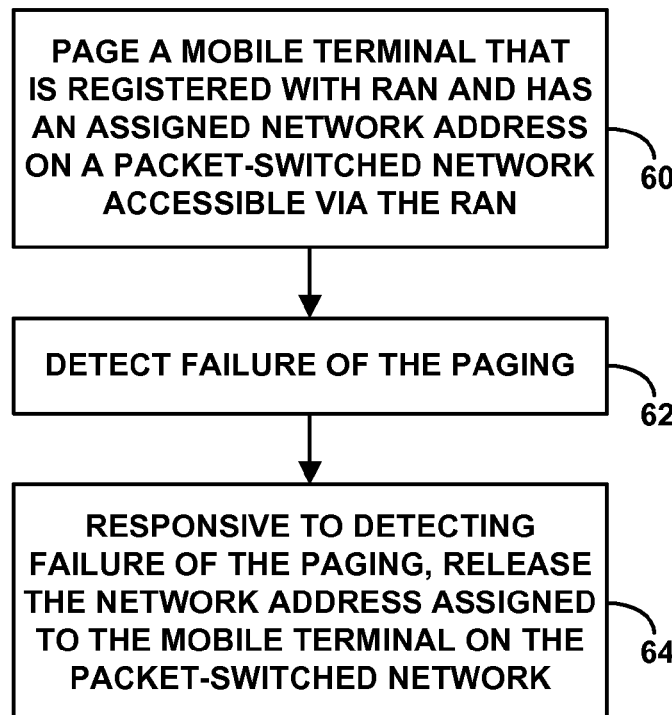 PAGE A MOBILE TERMINAL THAT
IS REGISTERED WITH RAN AND HAS
AN ASSIGNED NETWORK ADDRESS
ON A PACKET-SWITCHED NETWORK
ACCESSIBLE VIA THE RAN
60
DETECT FAILURE OF THE PAGING
62
RESPONSIVE TO DETECTING
FAILURE OF THE PAGING, RELEASE
THE NETWORK ADDRESS ASSIGNED
TO THE MOBILE TERMINAL ON THE
PACKET-SWITCHED NETWORK
64